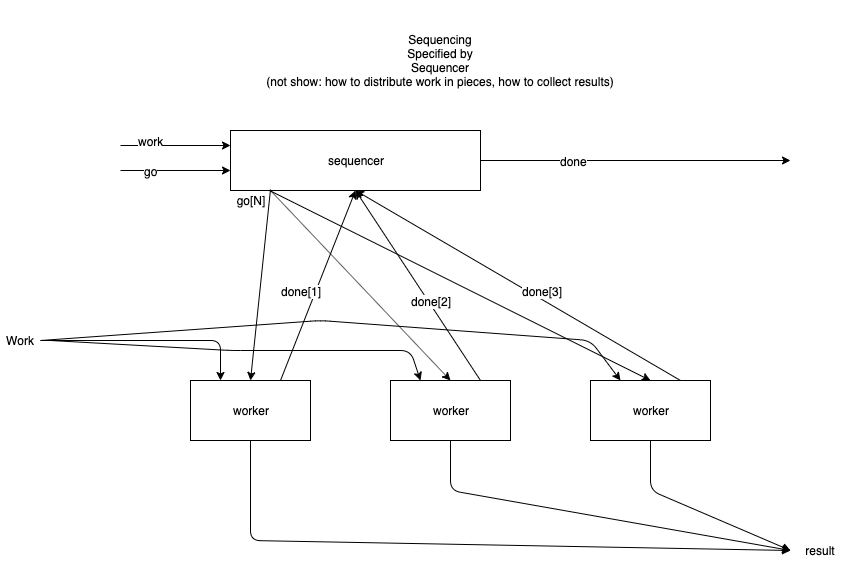 Sequencing
Specified by
Sequencer
(not show: how to distribute work in pieces, how to collect results)
work
go
sequencer
done
go[N]
done[1]
done[2]
done[3]
Work
worker
worker
worker
result